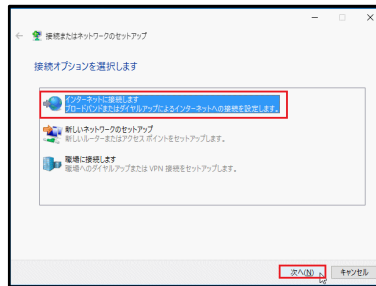 接続またはネットワークのセットアップ
接続オプションを選択します
インターネットに接続します
ブロードバンドまたはダイヤルアップによるインターネットへの接続を設定します。
新しいネットワークのセットアップ
新しいルーターまたはアクセス ポイントをセットアップします。
職場に接続します
職場へのダイヤルアップまたは VPN 接続をセットアップします。
次へ(N)
キャンセル